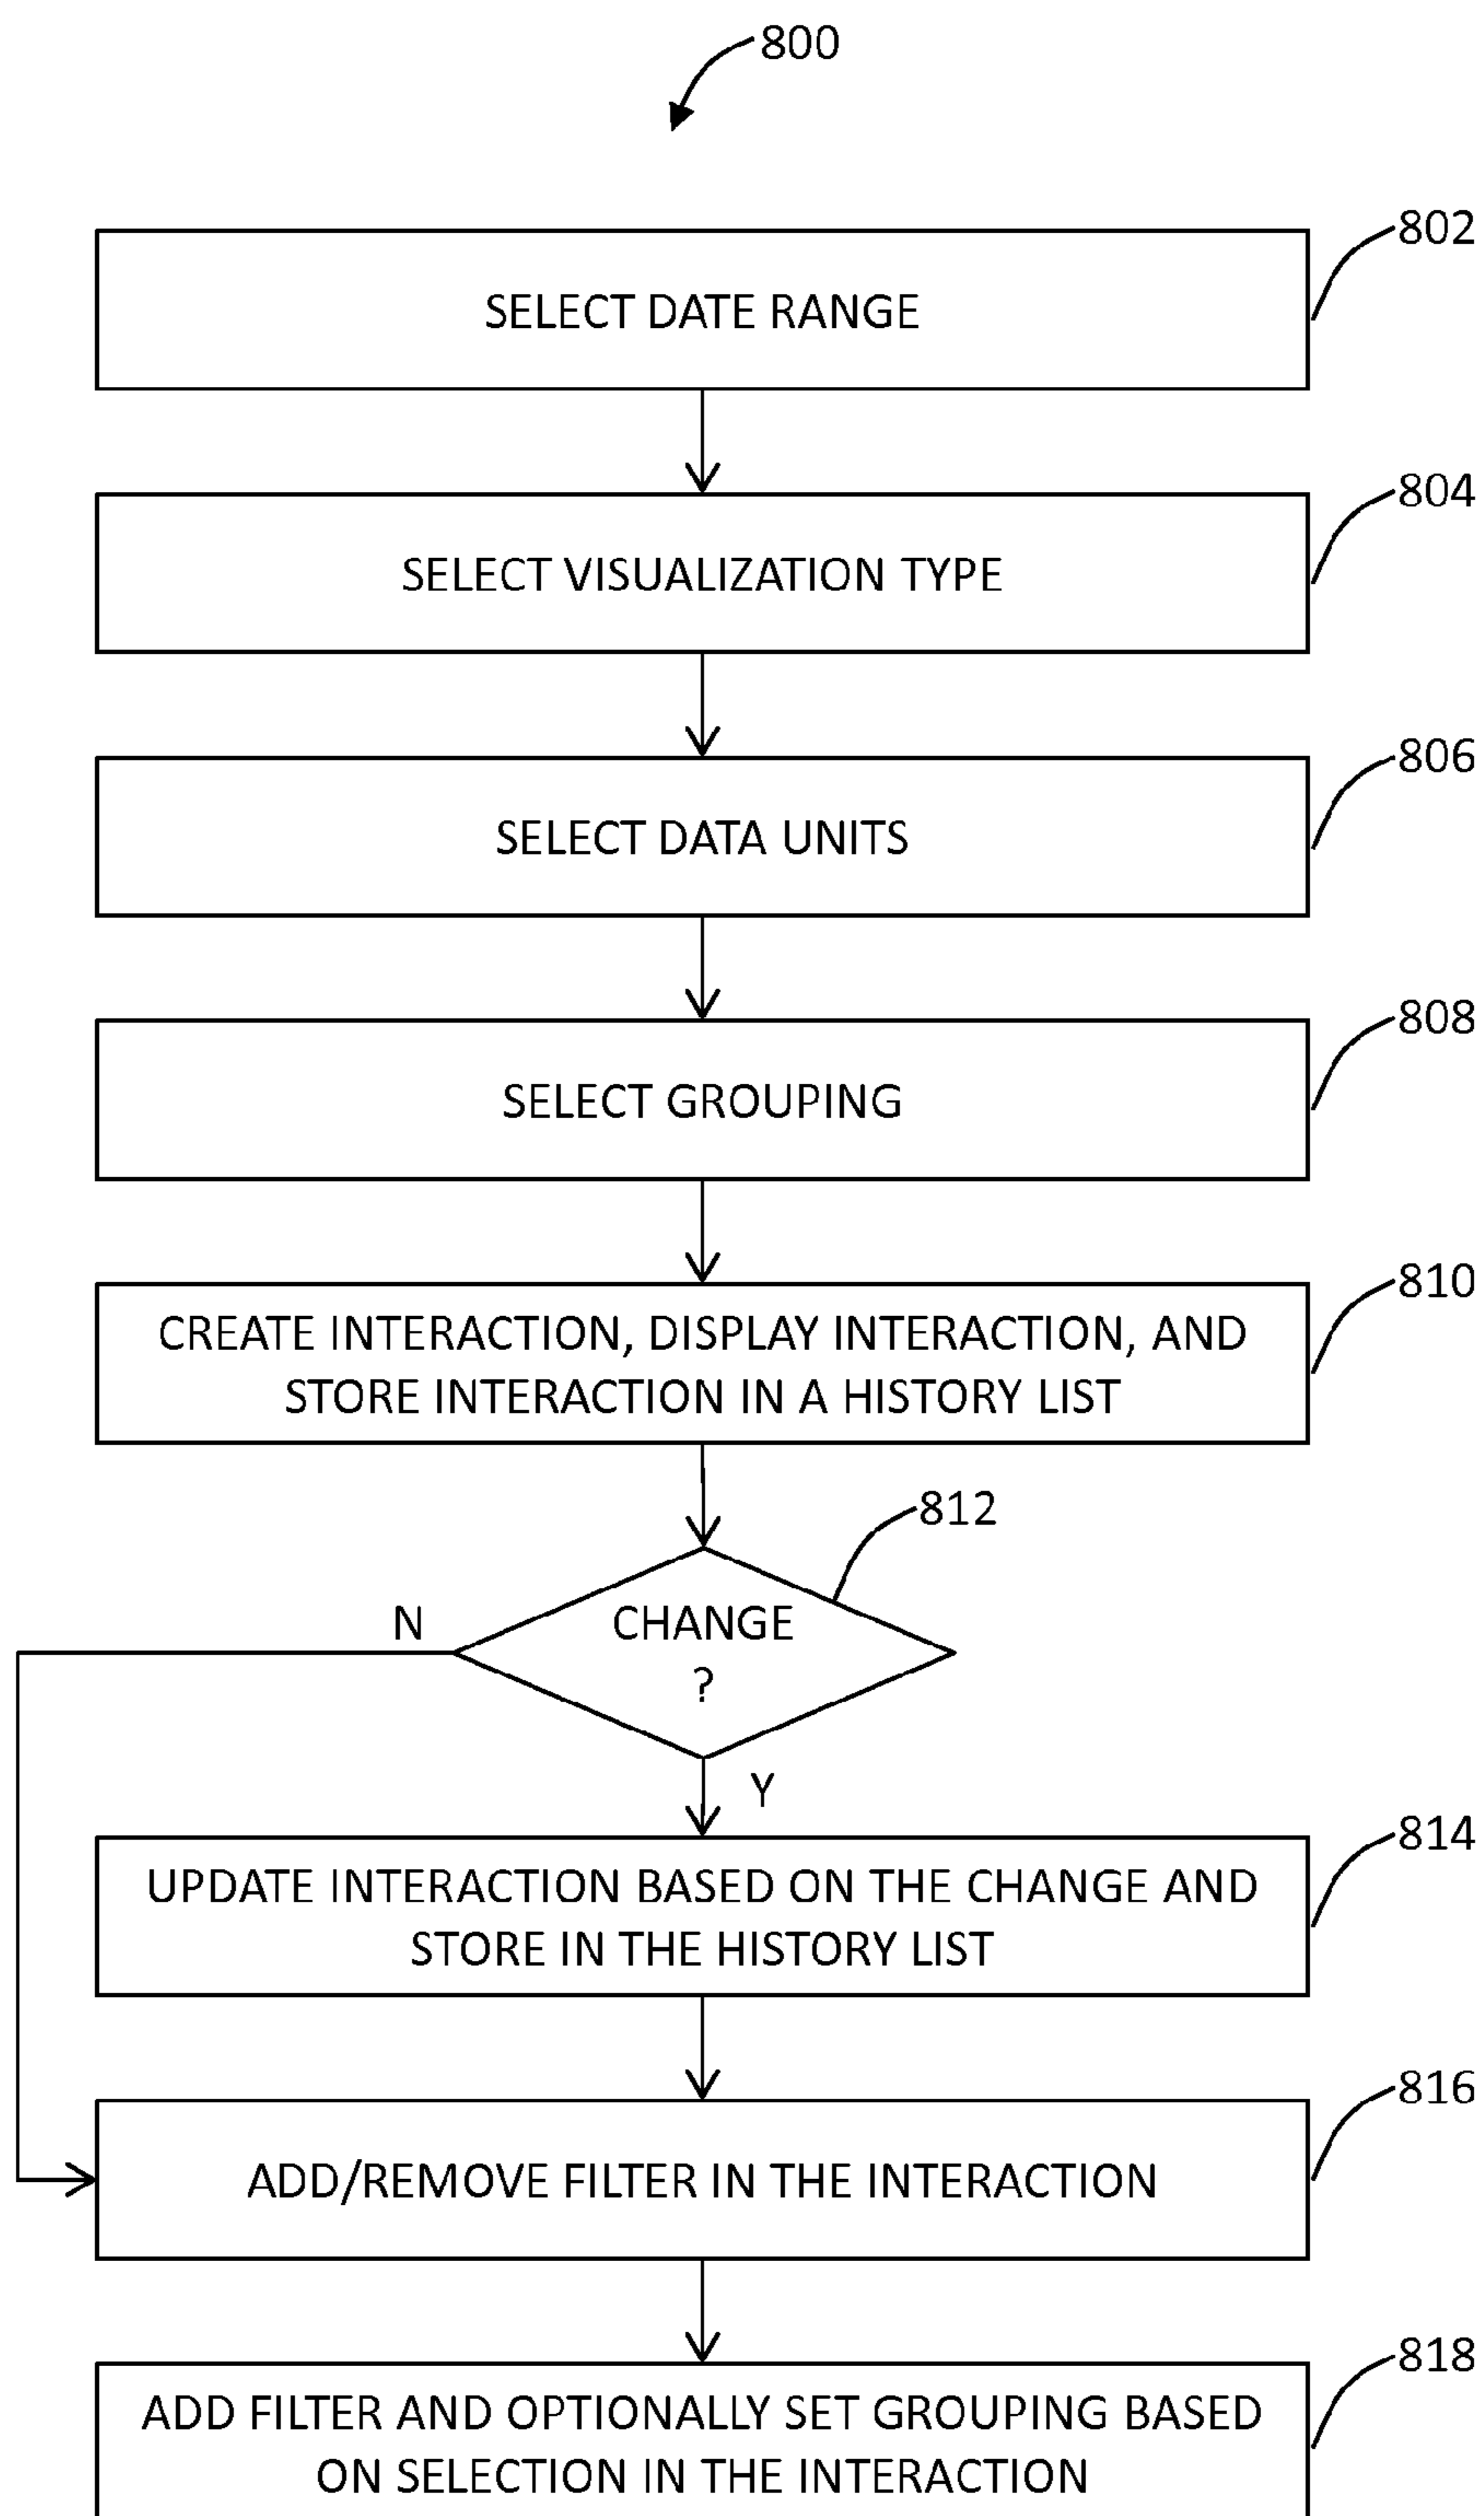 800
802
SELECT DATE RANGE
804
SELECT VISUALIZATION TYPE
806
SELECT DATA UNITS
808
SELECT GROUPING
810
CREATE INTERACTION, DISPLAY INTERACTION, AND
STORE INTERACTION IN A HISTORY LIST
812
N
CHANGE
?
Y
814
UPDATE INTERACTION BASED ON THE CHANGE AND
STORE IN THE HISTORY LIST
816
ADD/REMOVE FILTER IN THE INTERACTION
818
ADD FILTER AND OPTIONALLY SET GROUPING BASED
ON SELECTION IN THE INTERACTION